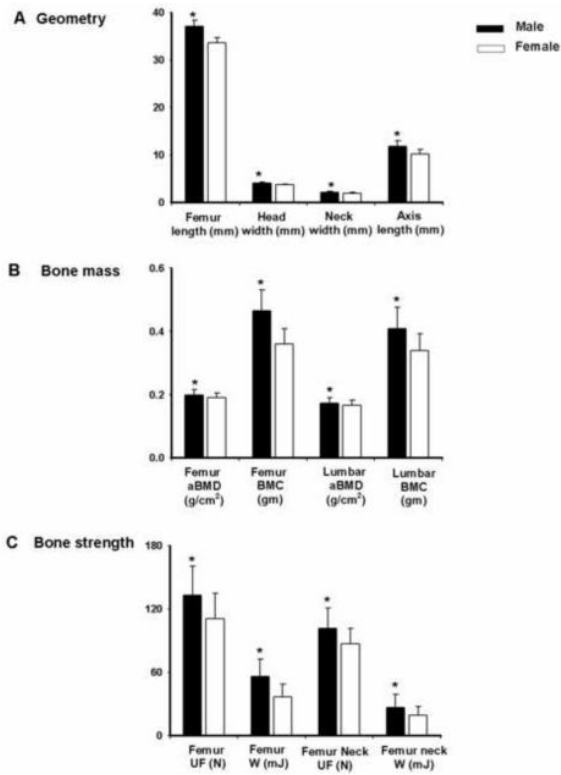 A Geometry
Male
Female
40
30
20
10
0
*
*
*
*
Femur
length (mm)
Head
width (mm)
Neck
width (mm)
Axis
length (mm)
B Bone mass
0.6
0.4
0.2
0.0
*
*
*
*
Femur
aBMD
(g/cm²)
Femur
BMC
(gm)
Lumbar
aBMD
(g/cm²)
Lumbar
BMC
(gm)
C Bone strength
180
120
60
0
*
*
*
*
Femur
UF (N)
Femur
W (mJ)
Femur Neck
UF (N)
Femur neck
W (mJ)